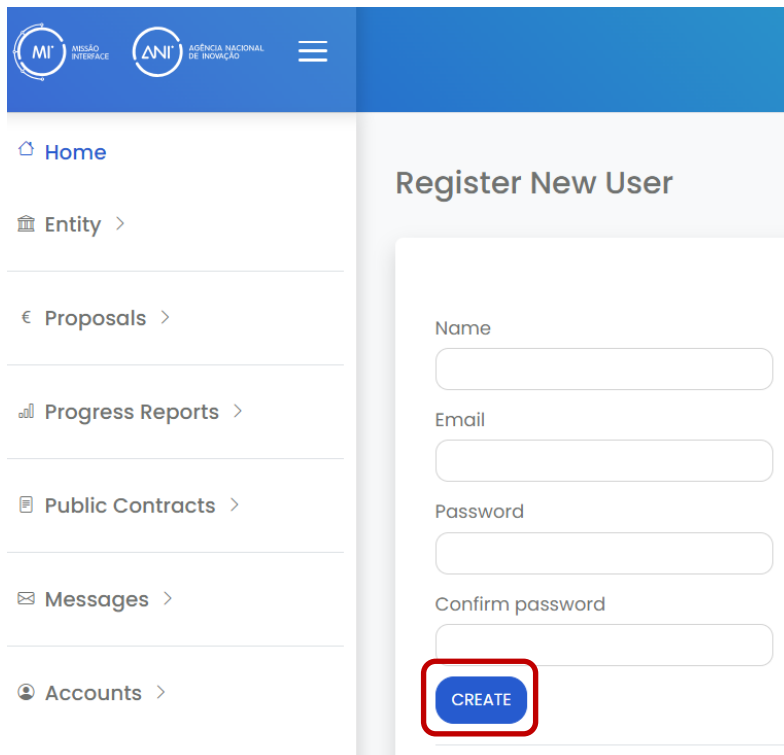 MI MISSÃO
INTERFACE
ANI AGÊNCIA NACIONAL
DE INOVAÇÃO
Home
Entity
€ Proposals
Progress Reports
Public Contracts
Messages
Accounts
Register New User
Name
Email
Password
Confirm password
CREATE